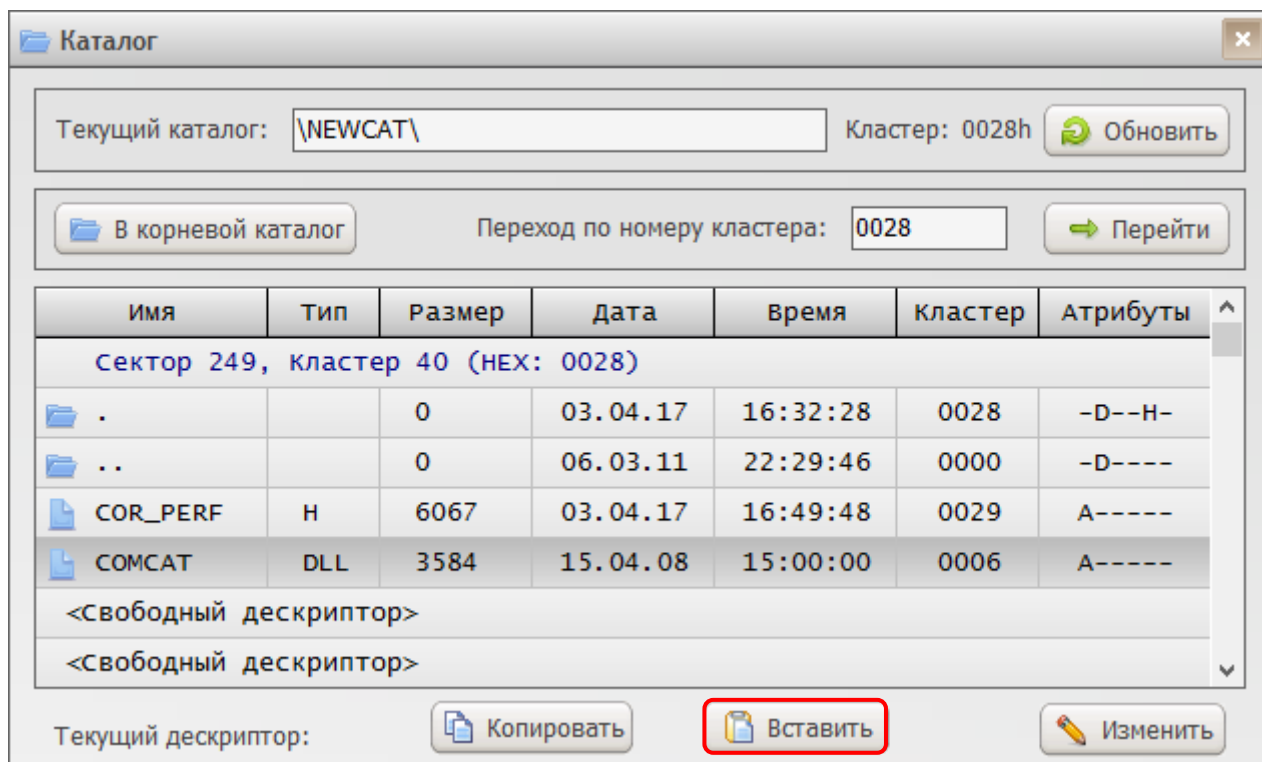 Каталог
Текущий каталог: \NEWCAT\ Кластер: 0028h Обновить
В корневой каталог Переход по номеру кластера: 0028 Перейти
Имя Тип Размер Дата Время Кластер Атрибуты
Сектор 249, Кластер 40 (HEX: 0028)
. 0 03.04.17 16:32:28 0028 -D--H-
.. 0 06.03.11 22:29:46 0000 -D----
COR_PERF H 6067 03.04.17 16:49:48 0029 A-----
COMCAT DLL 3584 15.04.08 15:00:00 0006 A-----
<Свободный дескриптор>
<Свободный дескриптор>
Текущий дескриптор: Копировать Вставить Изменить